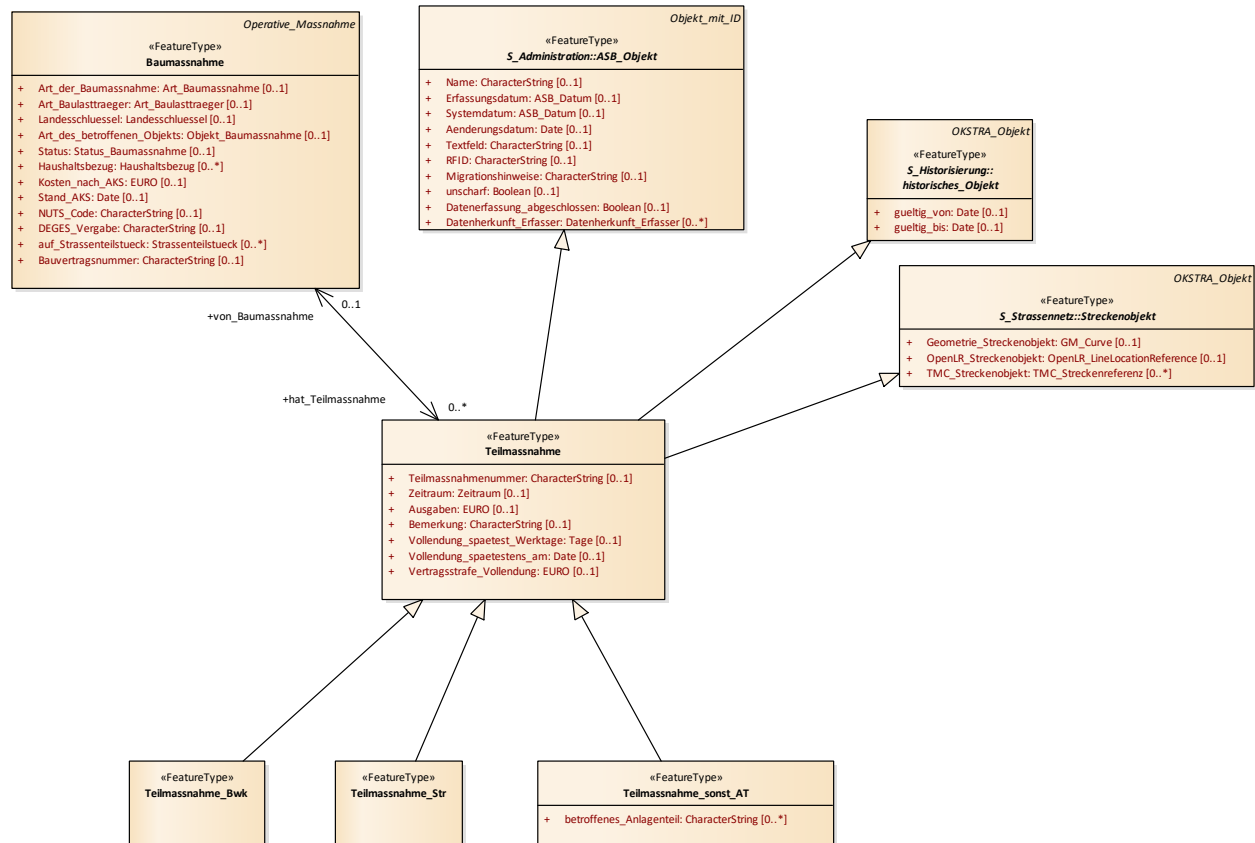 Operative_Massnahme
«FeatureType»
Baumassnahme
+ Art_der_Baumassnahme: Art_Baumassnahme [0..1]
+ Art_Baulasttraeger: Art_Baulasttraeger [0..1]
+ Landesschluessel: Landesschluessel [0..1]
+ Art_des_betroffenen_Objekts: Objekt_Baumassnahme [0..1]
+ Status: Status_Baumassnahme [0..1]
+ Haushaltsbezug: Haushaltsbezug [0..*]
+ Kosten_nach_AKS: EURO [0..1]
+ Stand_AKS: Date [0..1]
+ NUTS_Code: CharacterString [0..1]
+ DEGES_Vergabe: CharacterString [0..1]
+ auf_Strassenteilstueck: Strassenteilstueck [0..*]
+ Bauvertragsnummer: CharacterString [0..1]
Objekt_mit_ID
«FeatureType»
S_Administration::ASB_Objekt
+ Name: CharacterString [0..1]
+ Erfassungsdatum: ASB_Datum [0..1]
+ Systemdatum: ASB_Datum [0..1]
+ Aenderungsdatum: Date [0..1]
+ Textfeld: CharacterString [0..1]
+ RFID: CharacterString [0..1]
+ Migrationshinweise: CharacterString [0..1]
+ unscharf: Boolean [0..1]
+ Datenerfassung_abgeschlossen: Boolean [0..1]
+ Datenherkunft_Erfasser: Datenherkunft_Erfasser [0..*]
OKSTRA_Objekt
«FeatureType»
S_Historisierung::
historisches_Objekt
+ gueltig_von: Date [0..1]
+ gueltig_bis: Date [0..1]
OKSTRA_Objekt
«FeatureType»
S_Strassennetz::Streckenobjekt
+ Geometrie_Streckenobjekt: GM_Curve [0..1]
+ OpenLR_Streckenobjekt: OpenLR_LineLocationReference [0..1]
+ TMC_Streckenobjekt: TMC_Streckenreferenz [0..*]
0..1
+von_Baumassnahme
+hat_Teilmassnahme
0..*
«FeatureType»
Teilmassnahme
+ Teilmassnahmenummer: CharacterString [0..1]
+ Zeitraum: Zeitraum [0..1]
+ Ausgaben: EURO [0..1]
+ Bemerkung: CharacterString [0..1]
+ Vollendung_spaetest_Werktage: Tage [0..1]
+ Vollendung_spaetestens_am: Date [0..1]
+ Vertragsstrafe_Vollendung: EURO [0..1]
«FeatureType»
Teilmassnahme_Bwk
«FeatureType»
Teilmassnahme_Str
«FeatureType»
Teilmassnahme_sonst_AT
+ betroffenes_Anlagenteil: CharacterString [0..*]